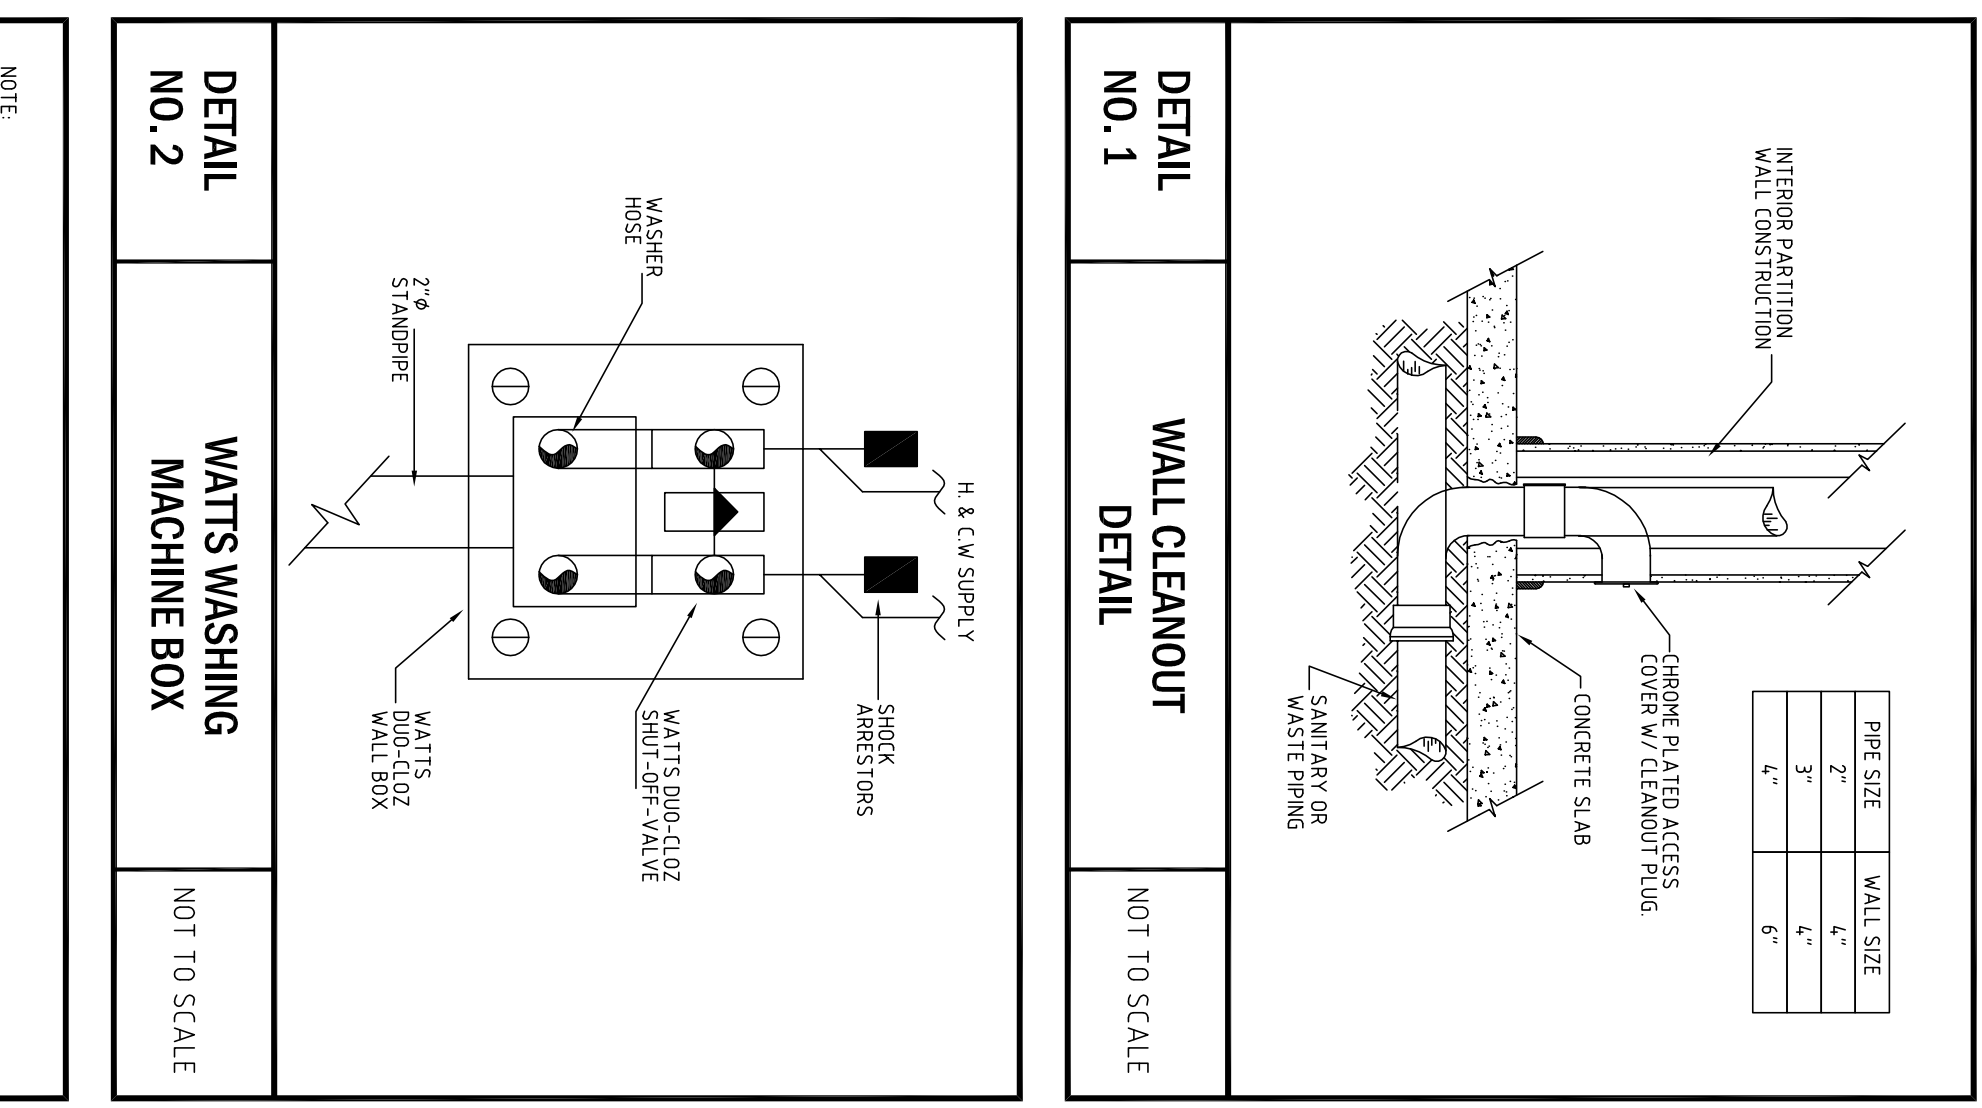 PIPE SIZE WALL SIZE
2" 4"
3" 4"
4" 6"
INTERIOR PARTITION
WALL CONSTRUCTION
CHROME PLATED ACCESS
COVER W/ CLEANOUT PLUG.
CONCRETE SLAB
SANITARY OR
WASTE PIPING
DETAIL
NO. 1
WALL CLEANOUT
DETAIL
NOT TO SCALE
H. & C.W SUPPLY
SHOCK
ARRESTORS
WASHER
HOSE
WATTS DUO-CLOZ
SHUT-OFF-VALVE
2"ø
STANDPIPE
WATTS
DUO-CLOZ
WALL BOX
DETAIL
NO. 2
WATTS WASHING
MACHINE BOX
NOT TO SCALE
NOTE: